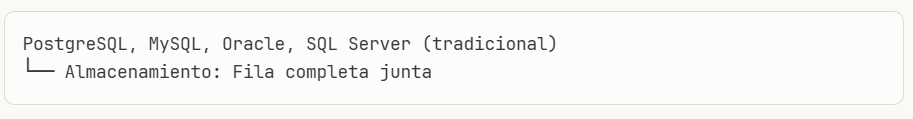 PostgreSQL, MySQL, Oracle, SQL Server (tradicional)
└── Almacenamiento: Fila completa junta